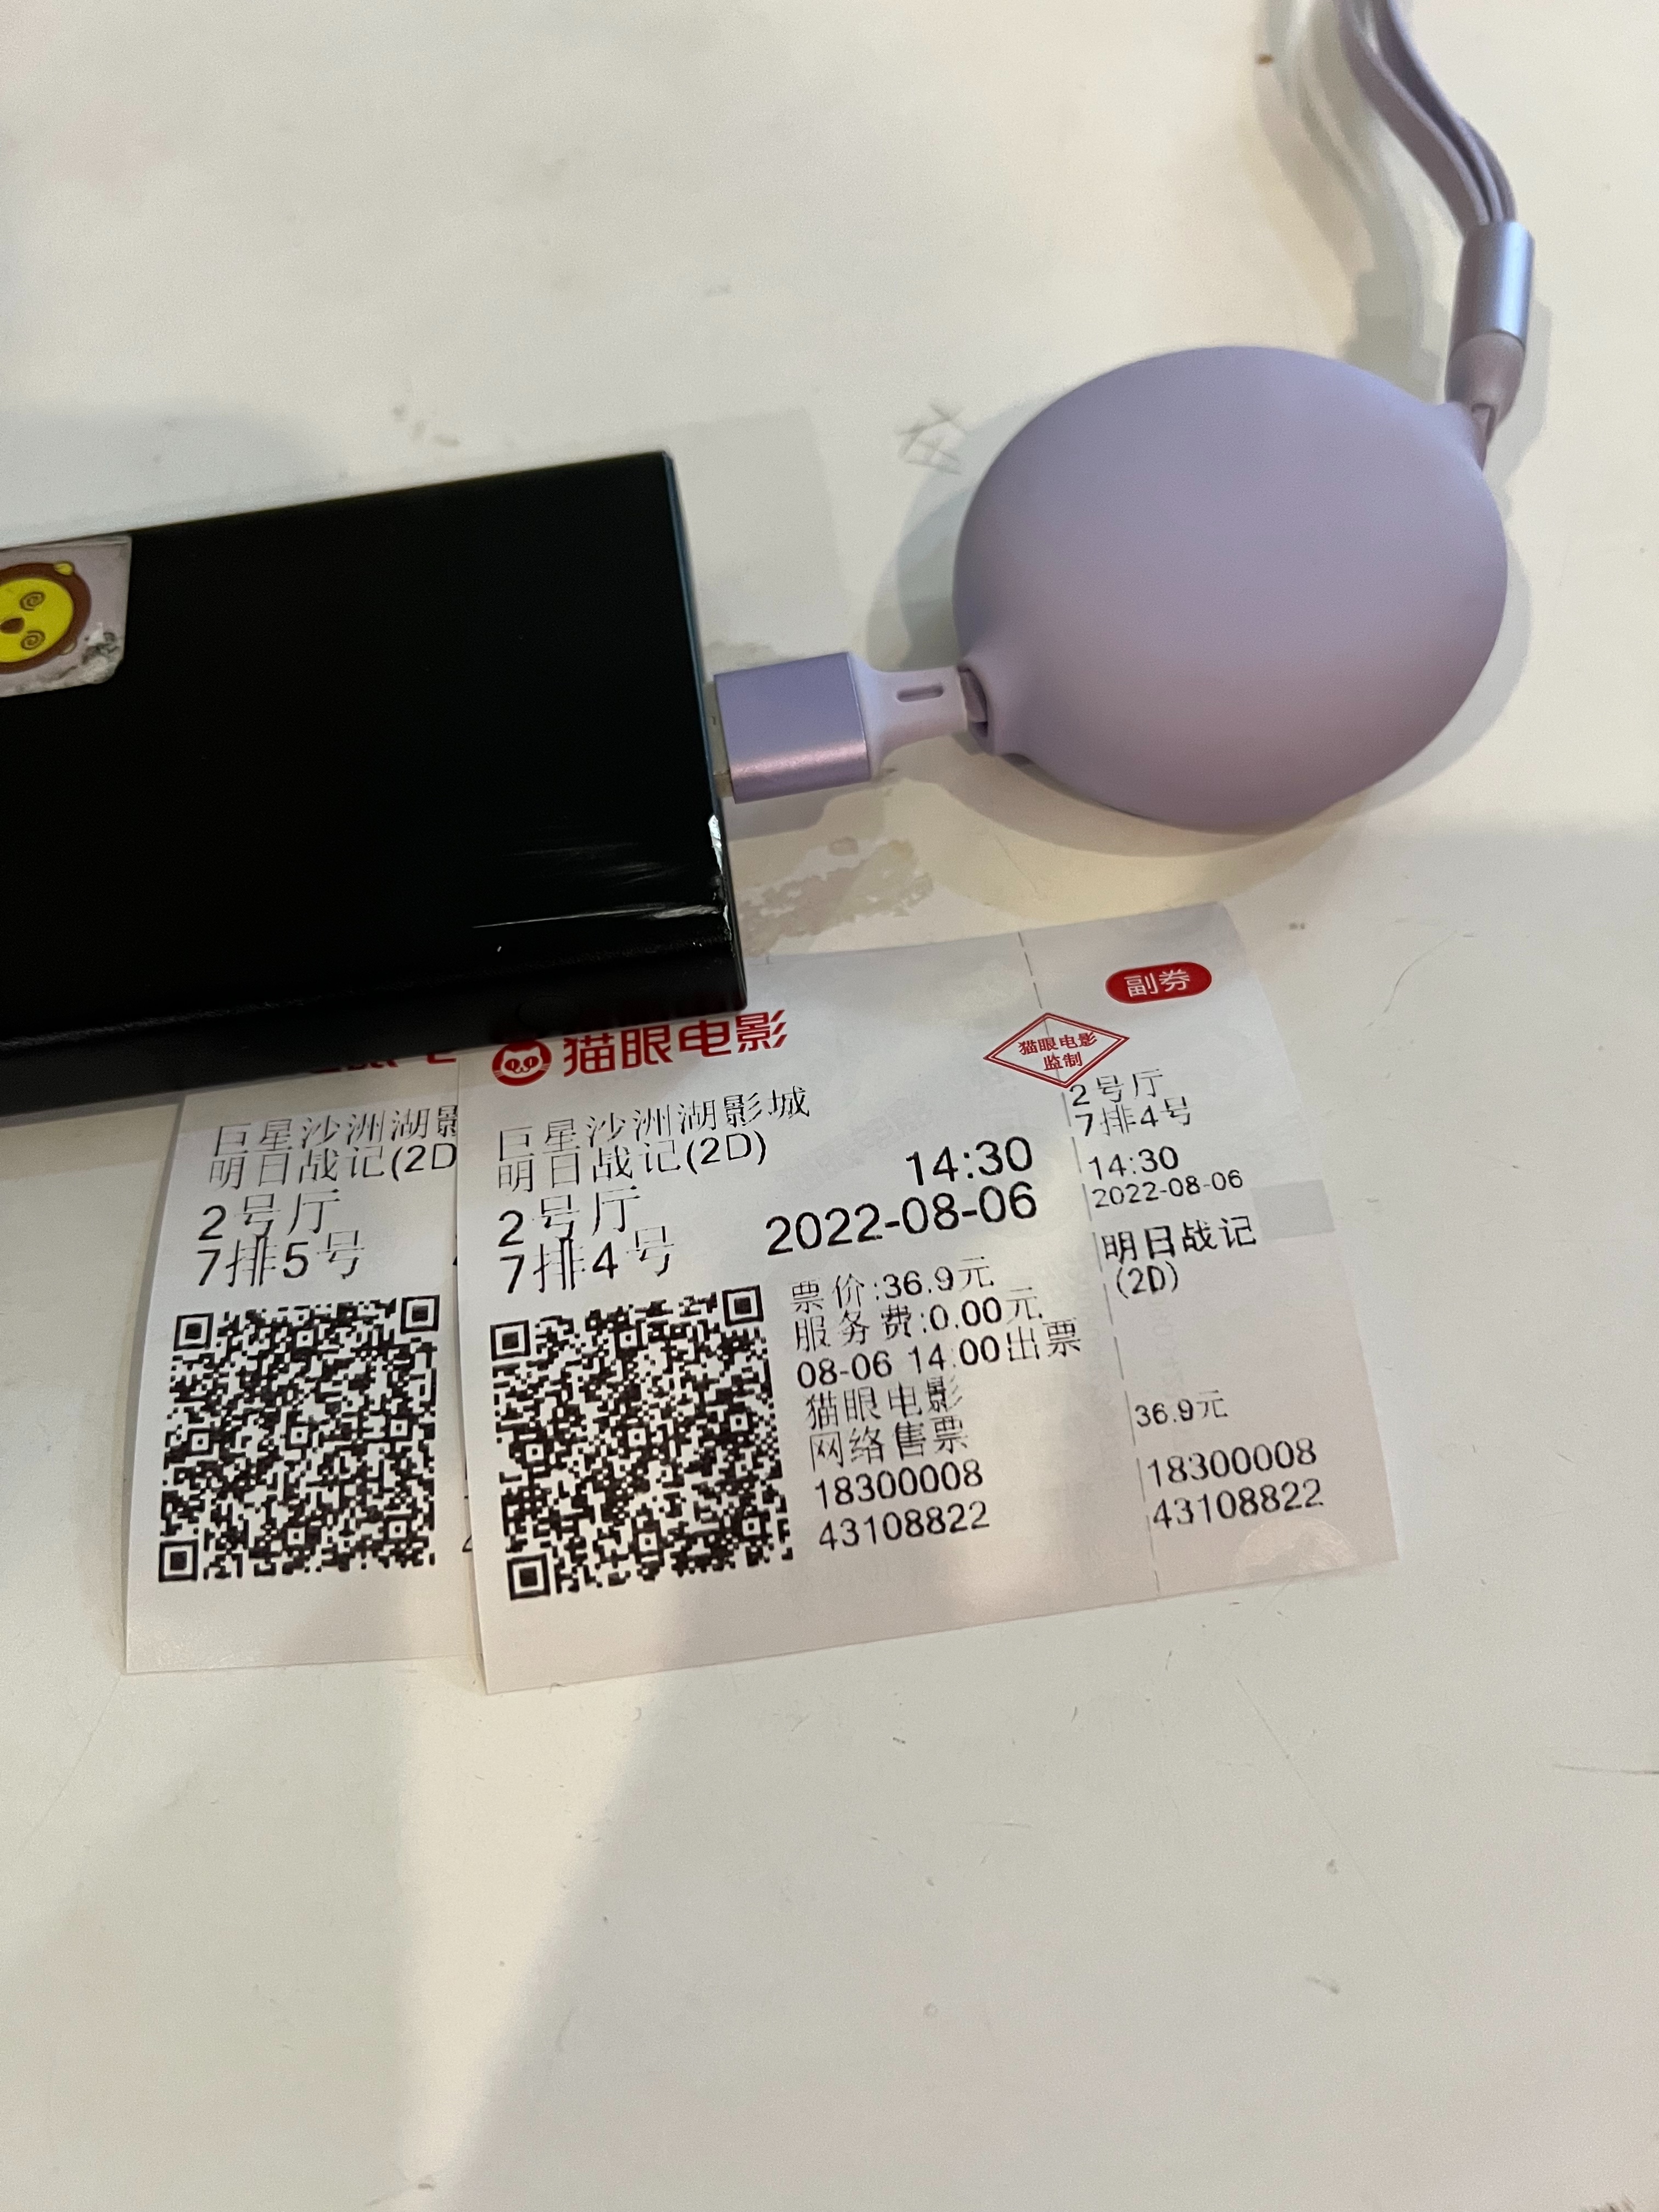 巨星沙洲湖影
明日战记(2D
2号厅
7排5号
猫眼电影
巨星沙洲湖影城
明日战记(2D)
14:30
2号厅
2022-08-06
7排4号
票价:36.9元
服务费:0.00元
08-06 14:00出票
猫眼电影
网络售票
18300008
43108822
副券
猫眼电影
监制
2号厅
7排4号
14:30
2022-08-06
明日战记
(2D)
36.9元
18300008
43108822